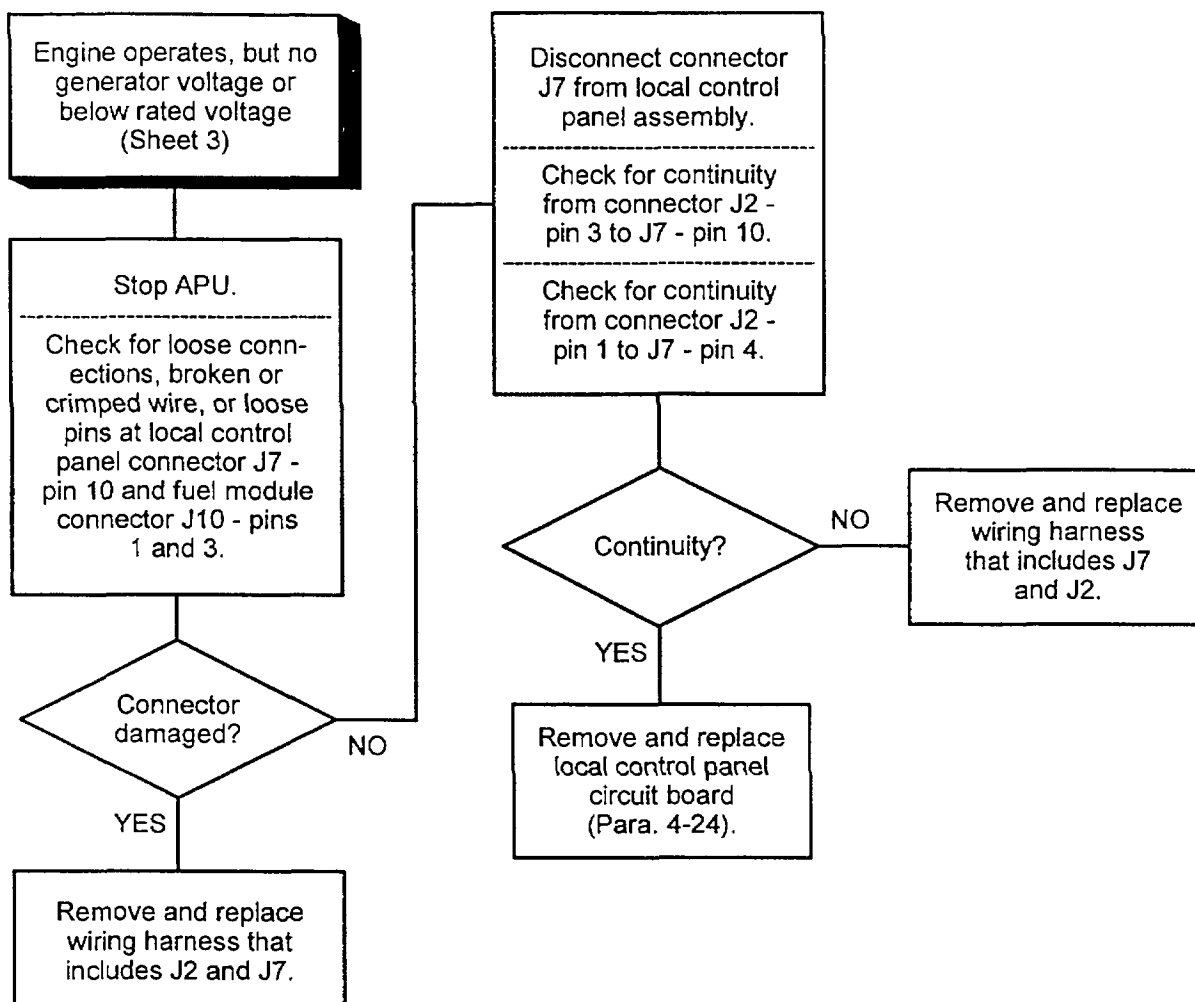 Engine operates, but no
generator voltage or
below rated voltage
(Sheet 3)
Stop APU.
Check for loose conn-
ections, broken or
crimped wire, or loose
pins at local control
panel connector J7 -
pin 10 and fuel module
connector J10 - pins
1 and 3.
Connector
damaged?
NO
YES
Remove and replace
wiring harness that
includes J2 and J7.
Disconnect connector
J7 from local control
panel assembly.
Check for continuity
from connector J2 -
pin 3 to J7 - pin 10.
Check for continuity
from connector J2 -
pin 1 to J7 - pin 4.
Continuity?
NO
Remove and replace
wiring harness
that includes J7
and J2.
YES
Remove and replace
local control panel
circuit board
(Para. 4-24).